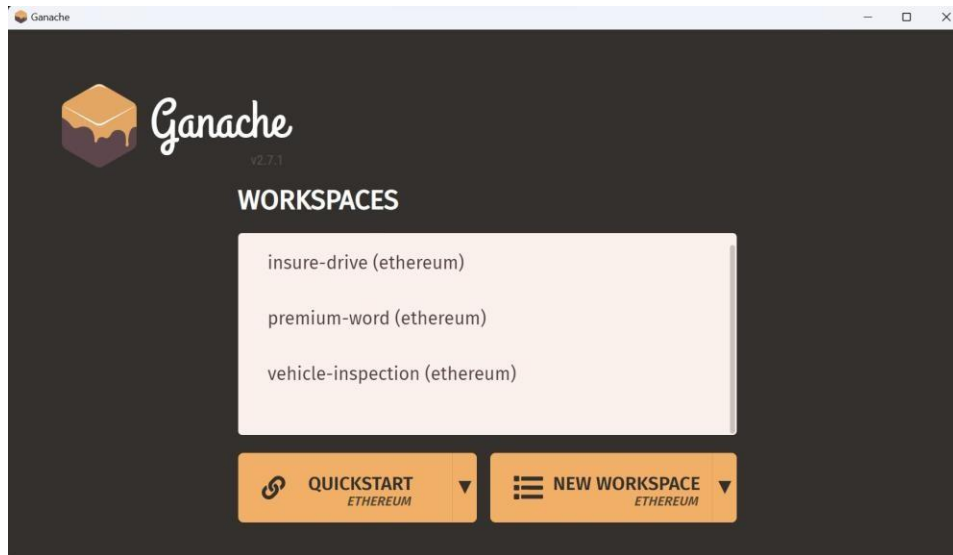 Ganache
Ganache
v2.7.1
WORKSPACES
insure-drive (ethereum)
premium-word (ethereum)
vehicle-inspection (ethereum)
QUICKSTART
ETHEREUM
NEW WORKSPACE
ETHEREUM